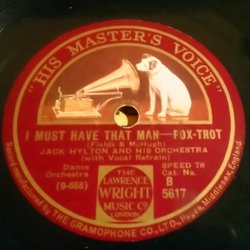 "HIS MASTER'S VOICE"
I MUST HAVE THAT MAN—FOX-TROT
(Fields & McHugh)
JACK HYLTON AND HIS ORCHESTRA
(with Vocal Refrain)
Dance
Orchestra
(9-668)
THE
LAWRENCE
WRIGHT
MUSIC CO
LONDON
SPEED 78
Cat. No.
B
5617
THE GRAMOPHONE CO., LTD., Hayes, Middlesex, England